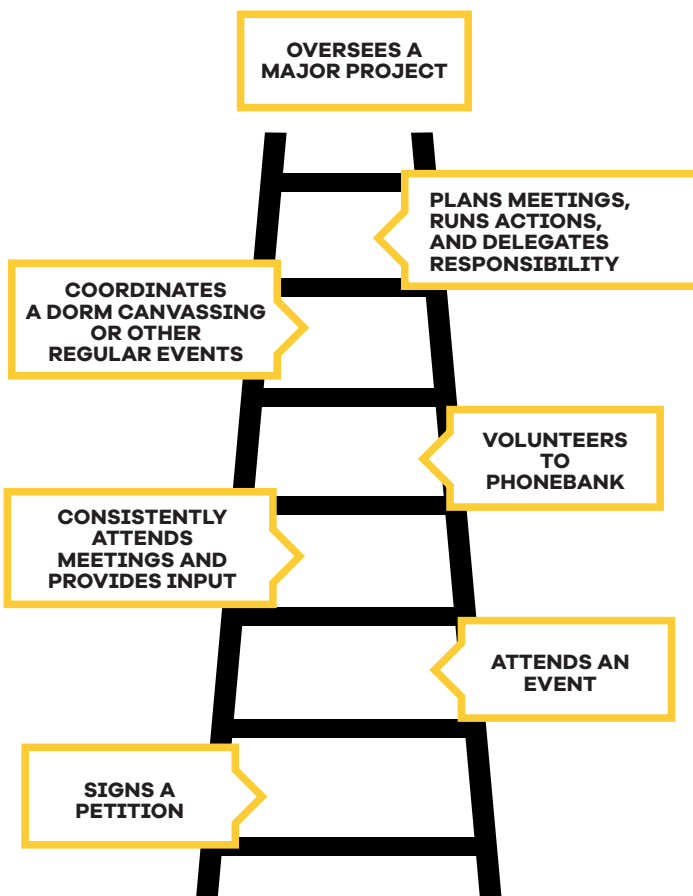 OVERSEES A
MAJOR PROJECT
PLANS MEETINGS,
RUNS ACTIONS,
AND DELEGATES
RESPONSIBILITY
COORDINATES
A DORM CANVASSING
OR OTHER
REGULAR EVENTS
VOLUNTEERS
TO
PHONEBANK
CONSISTENTLY
ATTENDS
MEETINGS AND
PROVIDES INPUT
ATTENDS AN
EVENT
SIGNS A
PETITION